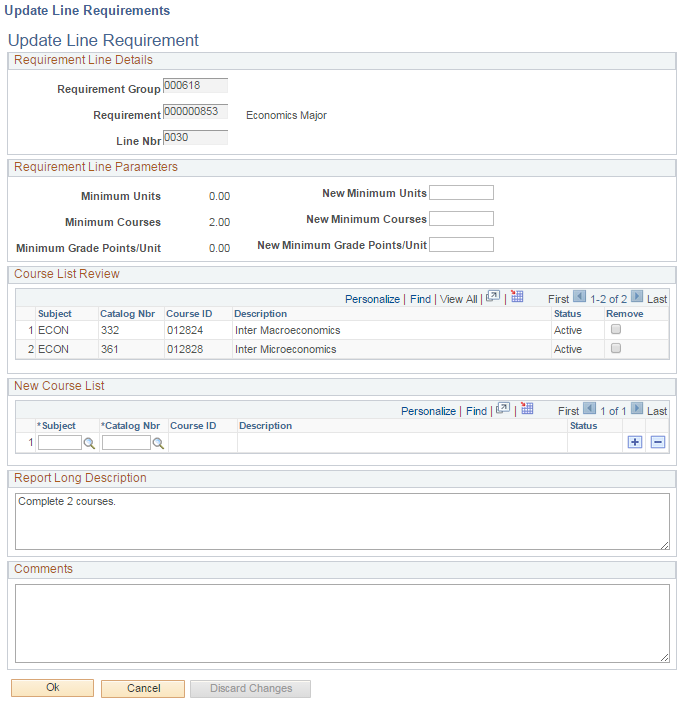 Update Line Requirements
Update Line Requirement
Requirement Line Details
Requirement Group 000618
Requirement 000000853 Economics Major
Line Nbr 0030
Requirement Line Parameters
Minimum Units 0.00 New Minimum Units
Minimum Courses 2.00 New Minimum Courses
Minimum Grade Points/Unit 0.00 New Minimum Grade Points/Unit
Course List Review
Personalize | Find | View All | | First 1-2 of 2 Last
Subject Catalog Nbr Course ID Description Status Remove
1 ECON 332 012824 Inter Macroeconomics Active
2 ECON 361 012828 Inter Microeconomics Active
New Course List
Personalize | Find | | First 1 of 1 Last
*Subject *Catalog Nbr Course ID Description Status
1
Report Long Description
Complete 2 courses.
Comments
Ok Cancel Discard Changes